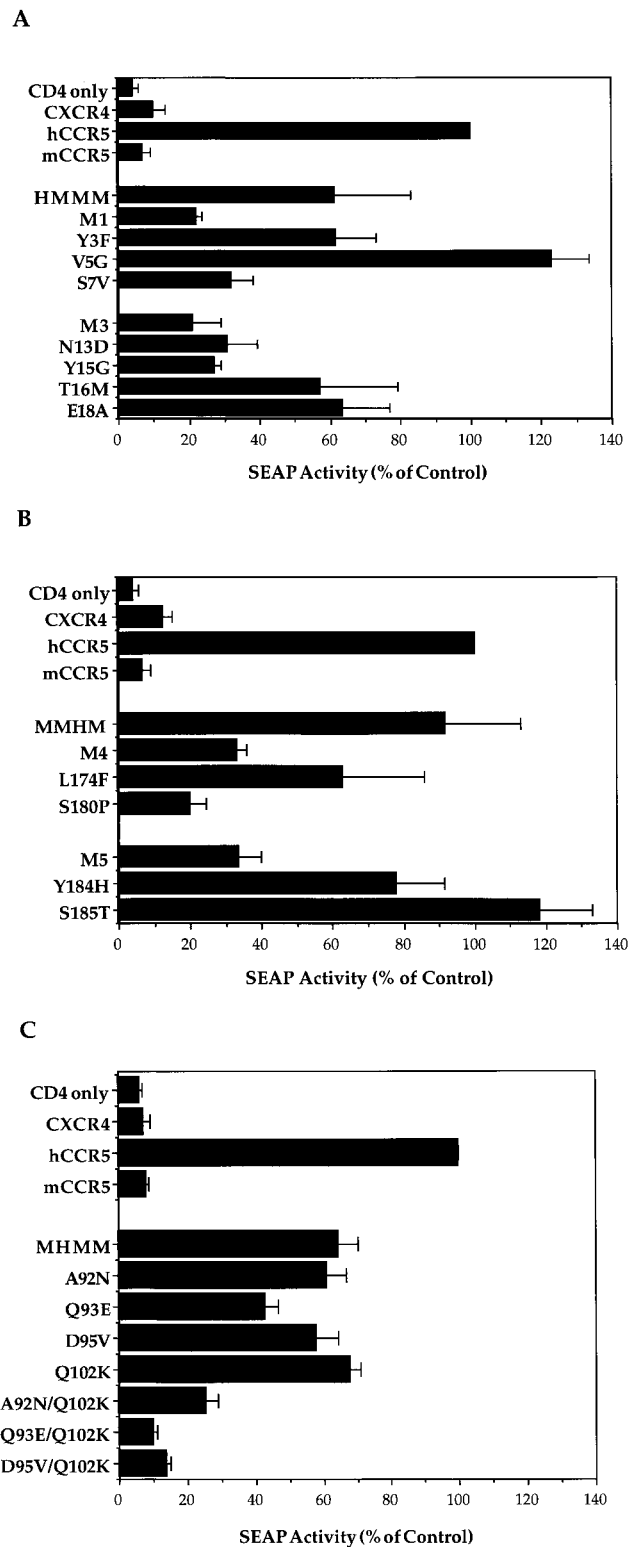 A
CD4 only
CXCR4
hCCR5
mCCR5
HMMM
M1
Y3F
V5G
S7V
M3
N13D
Y15G
T16M
E18A
0 20 40 60 80 100 120 140
SEAP Activity (% of Control)
B
CD4 only
CXCR4
hCCR5
mCCR5
MMHM
M4
L174F
S180P
M5
Y184H
S185T
0 20 40 60 80 100 120 140
SEAP Activity (% of Control)
C
CD4 only
CXCR4
hCCR5
mCCR5
MHMM
A92N
Q93E
D95V
Q102K
A92N/Q102K
Q93E/Q102K
D95V/Q102K
0 20 40 60 80 100 120 140
SEAP Activity (% of Control)